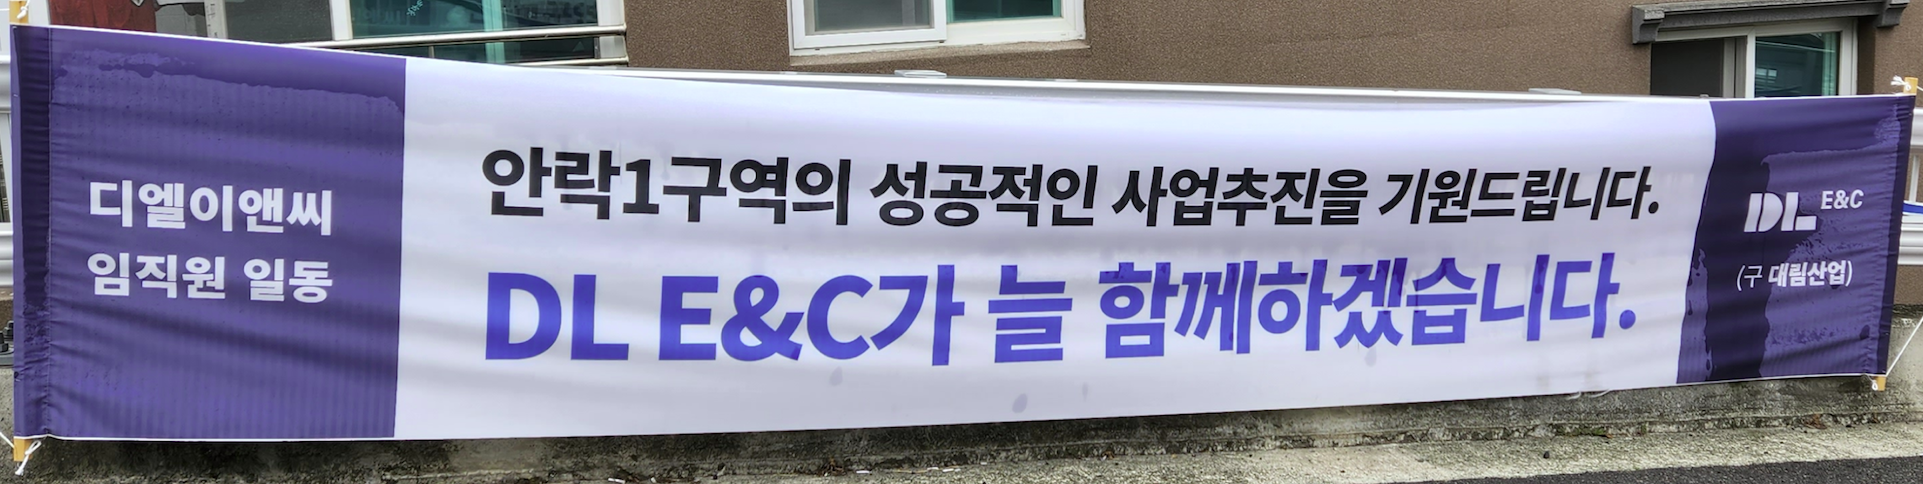 디엘이앤씨
임직원 일동
안락1구역의 성공적인 사업추진을 기원드립니다.
DL E&C가 늘 함께하겠습니다.
DL E&C
(구 대림산업)